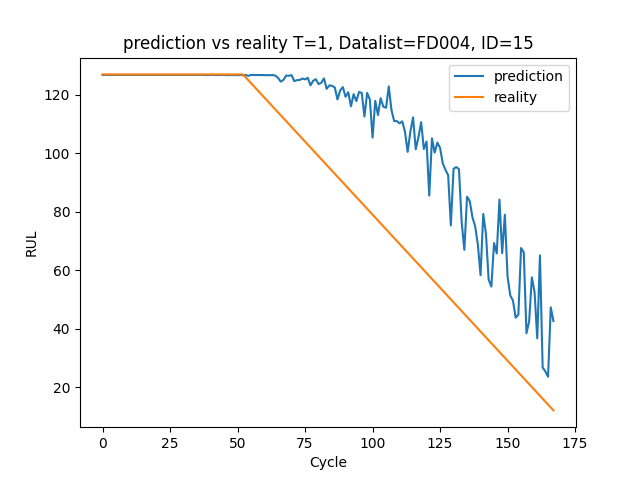 prediction vs reality T=1, Datalist=FD004, ID=15
prediction
reality
RUL
120
100
80
60
40
20
0 25 50 75 100 125 150 175
Cycle